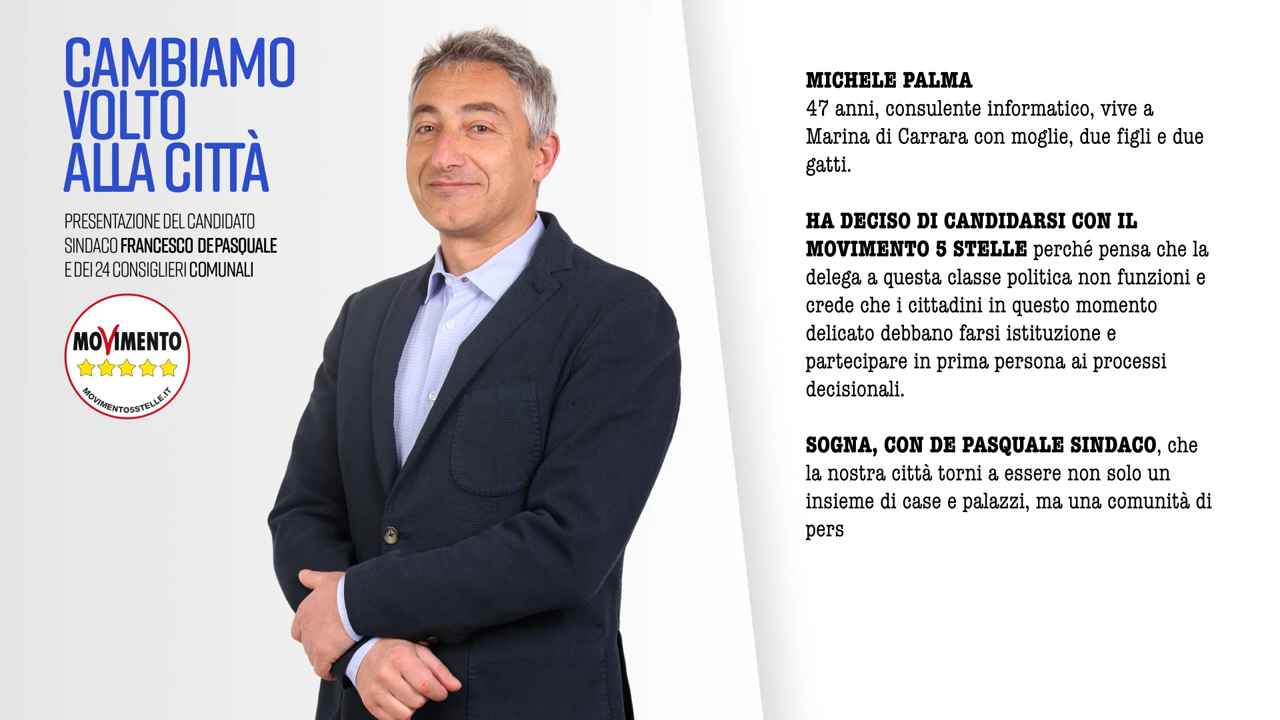 CAMBIAMO
VOLTO
ALLA CITTÀ
PRESENTAZIONE DEL CANDIDATO
SINDACO FRANCESCO DE PASQUALE
E DEI 24 CONSIGLIERI COMUNALI
MOVIMENTO
MOVIMENTO5STELLE.IT
MICHELE PALMA
47 anni, consulente informatico, vive a
Marina di Carrara con moglie, due figli e due
gatti.
HA DECISO DI CANDIDARSI CON IL
MOVIMENTO 5 STELLE perché pensa che la
delega a questa classe politica non funzioni e
crede che i cittadini in questo momento
delicato debbano farsi istituzione e
partecipare in prima persona ai processi
decisionali.
SOGNA, CON DE PASQUALE SINDACO, che
la nostra città torni a essere non solo un
insieme di case e palazzi, ma una comunità di
pers